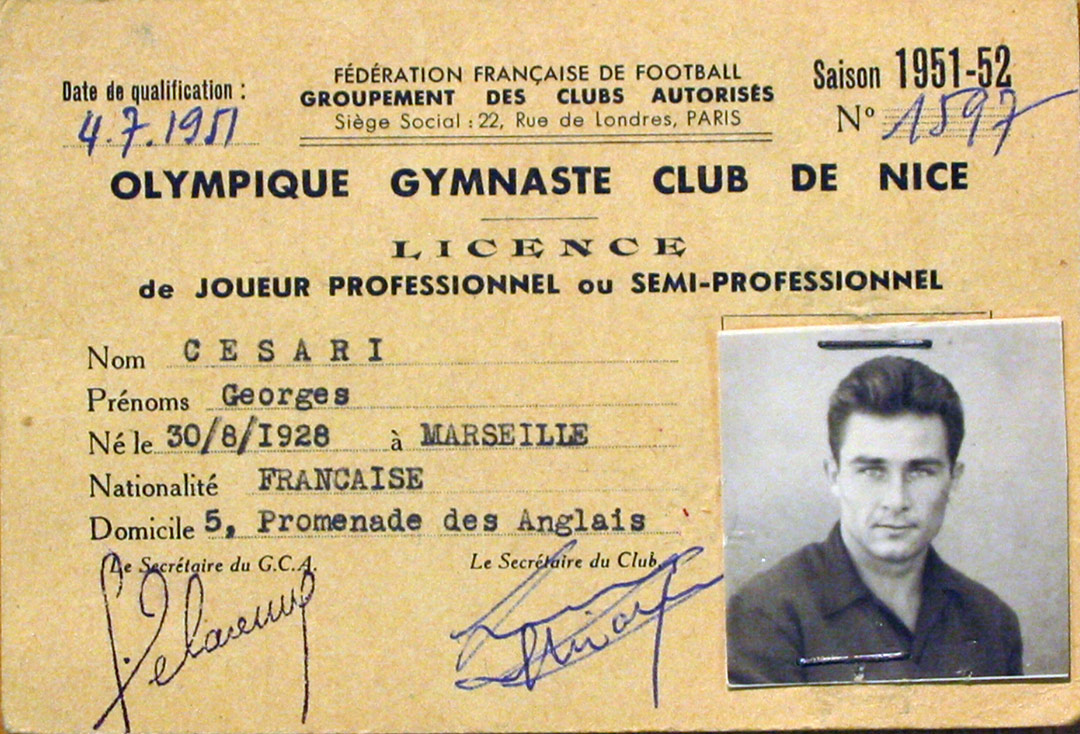 Date de qualification :
4.7.1951
FÉDÉRATION FRANÇAISE DE FOOTBALL
GROUPEMENT DES CLUBS AUTORISÉS
Siège Social : 22, Rue de Londres, PARIS
Saison 1951-52
Nº 1597
OLYMPIQUE GYMNASTE CLUB DE NICE
LICENCE
de JOUEUR PROFESSIONNEL ou SEMI-PROFESSIONNEL
Nom CESARI
Prénoms Georges
Né le 30/8/1928 à MARSEILLE
Nationalité FRANCAISE
Domicile 5, Promenade des Anglais
Le Secrétaire du G.C.A.
Le Secrétaire du Club,